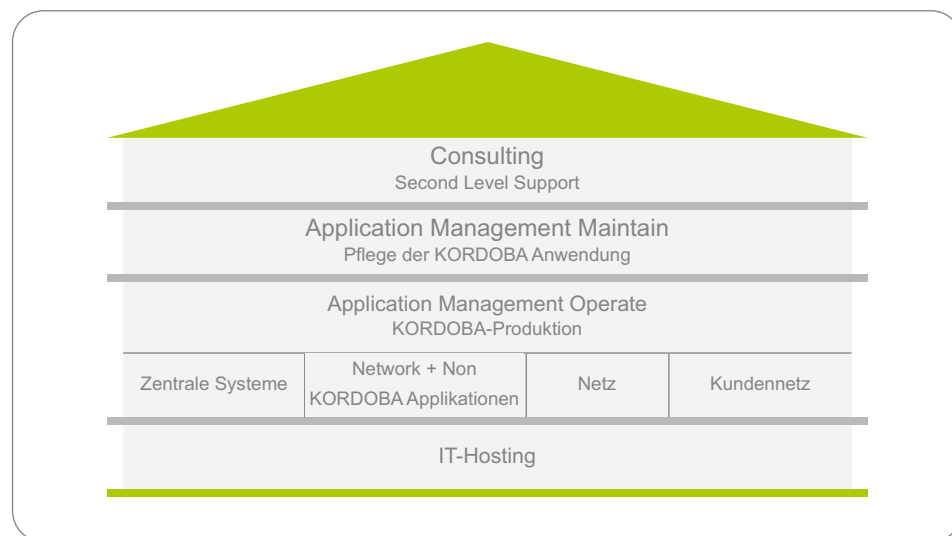 Consulting
Second Level Support
Application Management Maintain
Pflege der KORDOBA Anwendung
Application Management Operate
KORDOBA-Produktion
Zentrale Systeme
Network + Non
KORDOBA Applikationen
Netz
Kundennetz
IT-Hosting